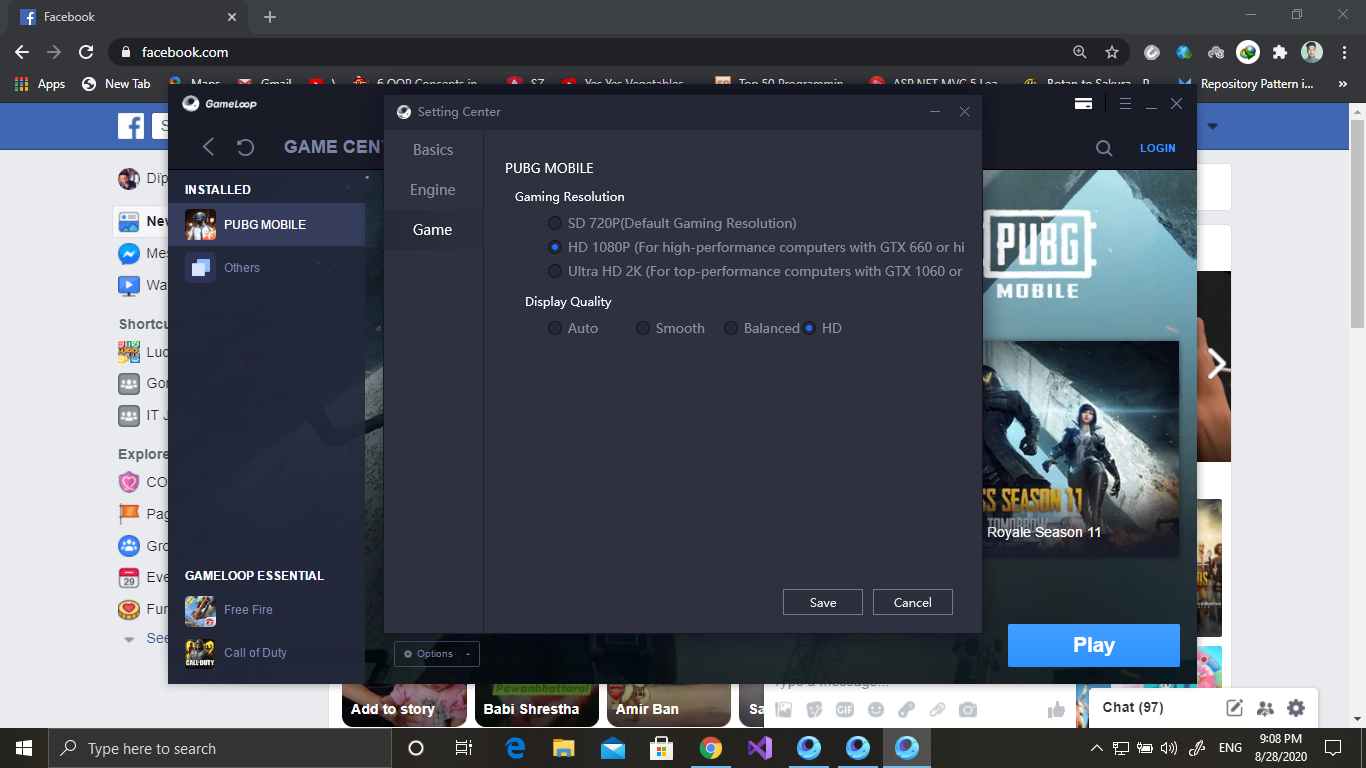 Facebook
facebook.com
Apps
New Tab
Maps
Gmail
6 OOP Concepts in
SZ
Yes Yes Vegetables
Top 50 Programmin
ASP.NET MVC 5 Lea
Botan to Sakura
Repository Pattern i...
»
GameLoop
Setting Center
GAME CEN
LOGIN
Basics
Engine
Game
PUBG MOBILE
Gaming Resolution
SD 720P(Default Gaming Resolution)
HD 1080P (For high-performance computers with GTX 660 or hi
Ultra HD 2K (For top-performance computers with GTX 1060 or
Display Quality
Auto Smooth Balanced HD
Save Cancel
INSTALLED
PUBG MOBILE
Others
GAMELOOP ESSENTIAL
Free Fire
Call of Duty
Options
Play
PUBG
MOBILE
SS SEASON 11
TOMORROW
Royale Season 11
S
Dip
New
Mes
Wa
Shortcu
Luc
Gor
IT J
Explore
CO
Pag
Gro
Eve
29
Fun
See
Add to story
Pawanbhattarai
Babi Shrestha
Amir Ban
Sa
Type a message...
GIF
Chat (97)
Type here to search
ENG
9:08 PM
8/28/2020